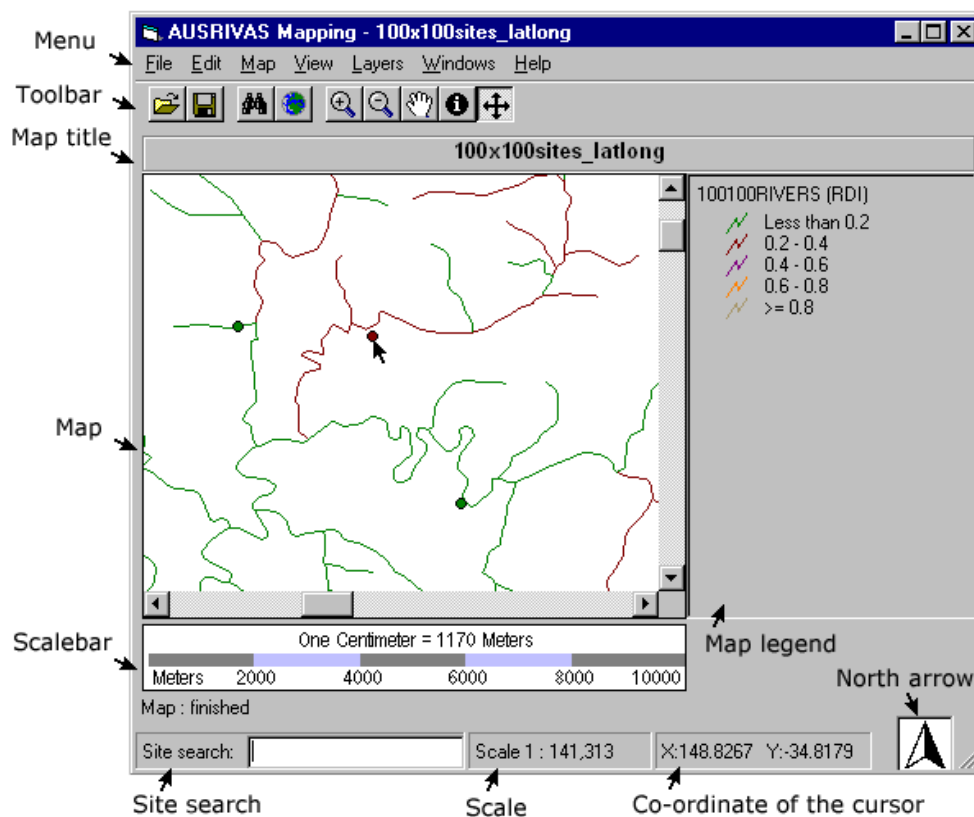 AUSRIVAS Mapping - 100x100sites_latlong
Menu
File Edit Map View Layers Windows Help
Toolbar
Map title
100x100sites_latlong
100100RIVERS (RDI)
Less than 0.2
0.2 - 0.4
0.4 - 0.6
0.6 - 0.8
>= 0.8
Map
Map legend
Scalebar
One Centimeter = 1170 Meters
Meters 2000 4000 6000 8000 10000
North arrow
Map : finished
Site search:
Scale 1 : 141,313
X:148.8267 Y:-34.8179
Site search
Scale
Co-ordinate of the cursor